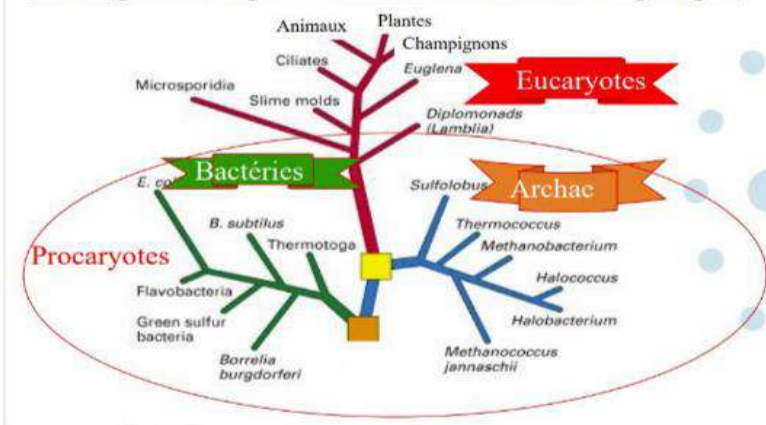 Animaux
Plantes
Champignons
Ciliates
Euglena
Microsporidia
Slime molds
Eucaryotes
Diplomonads
(Lamblia)
Bactéries
E. co
Sulfolobus
Archae
B. subtilus
Thermotoga
Thermococcus
Methanobacterium
Procaryotes
Halococcus
Flavobacteria
Green sulfur
bacteria
Halobacterium
Borrelia
burgdorferi
Methanococcus
jannaschii